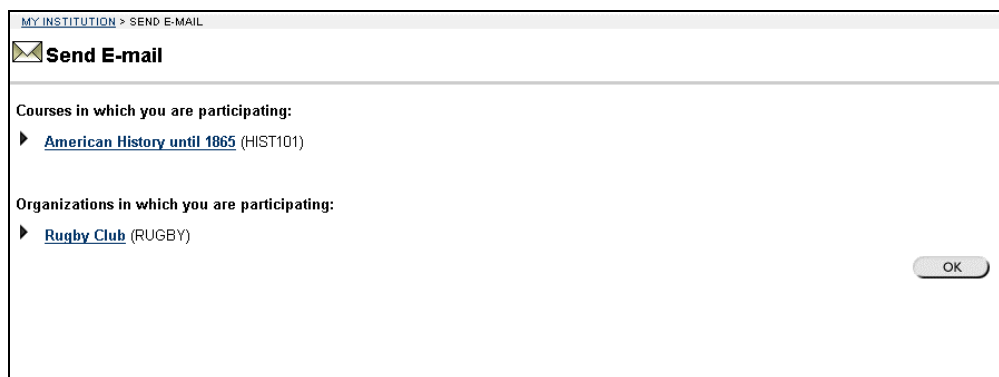 MY INSTITUTION > SEND E-MAIL
Send E-mail
Courses in which you are participating:
American History until 1865 (HIST101)
Organizations in which you are participating:
Rugby Club (RUGBY)
OK